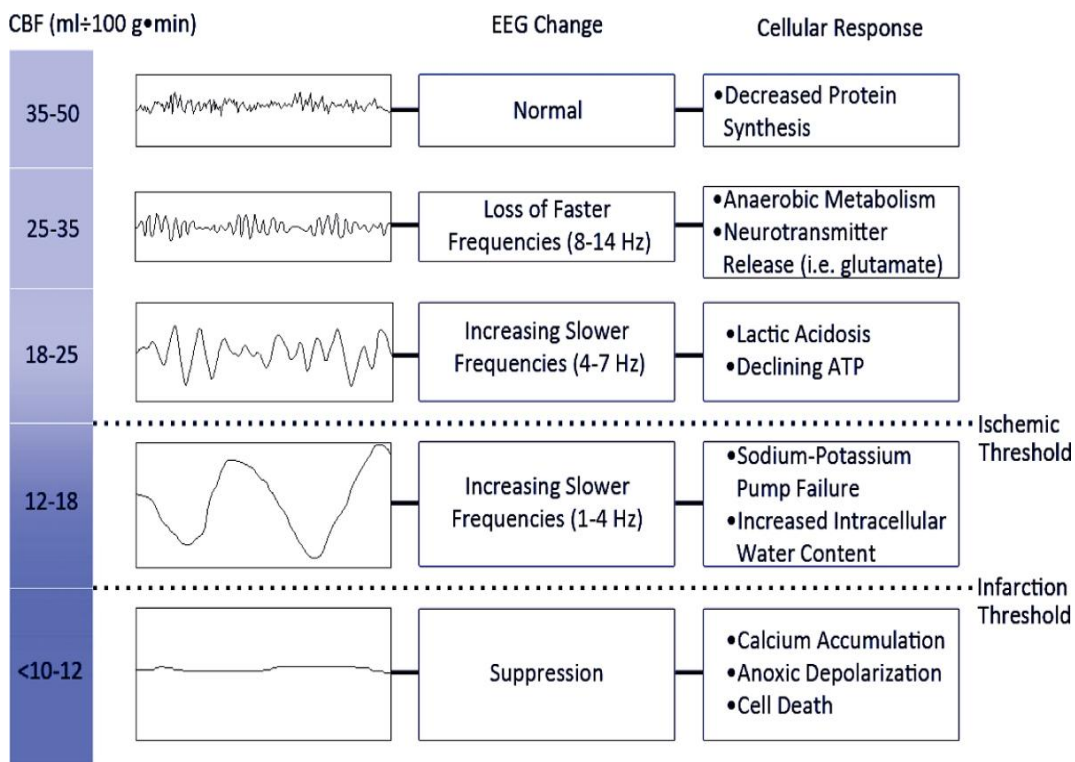 CBF (ml÷100 g•min)
EEG Change
Cellular Response
35-50
Normal
•Decreased Protein
Synthesis
25-35
Loss of Faster
Frequencies (8-14 Hz)
•Anaerobic Metabolism
•Neurotransmitter
Release (i.e. glutamate)
18-25
Increasing Slower
Frequencies (4-7 Hz)
•Lactic Acidosis
•Declining ATP
Ischemic
Threshold
12-18
Increasing Slower
Frequencies (1-4 Hz)
•Sodium-Potassium
Pump Failure
•Increased Intracellular
Water Content
Infarction
Threshold
<10-12
Suppression
•Calcium Accumulation
•Anoxic Depolarization
•Cell Death